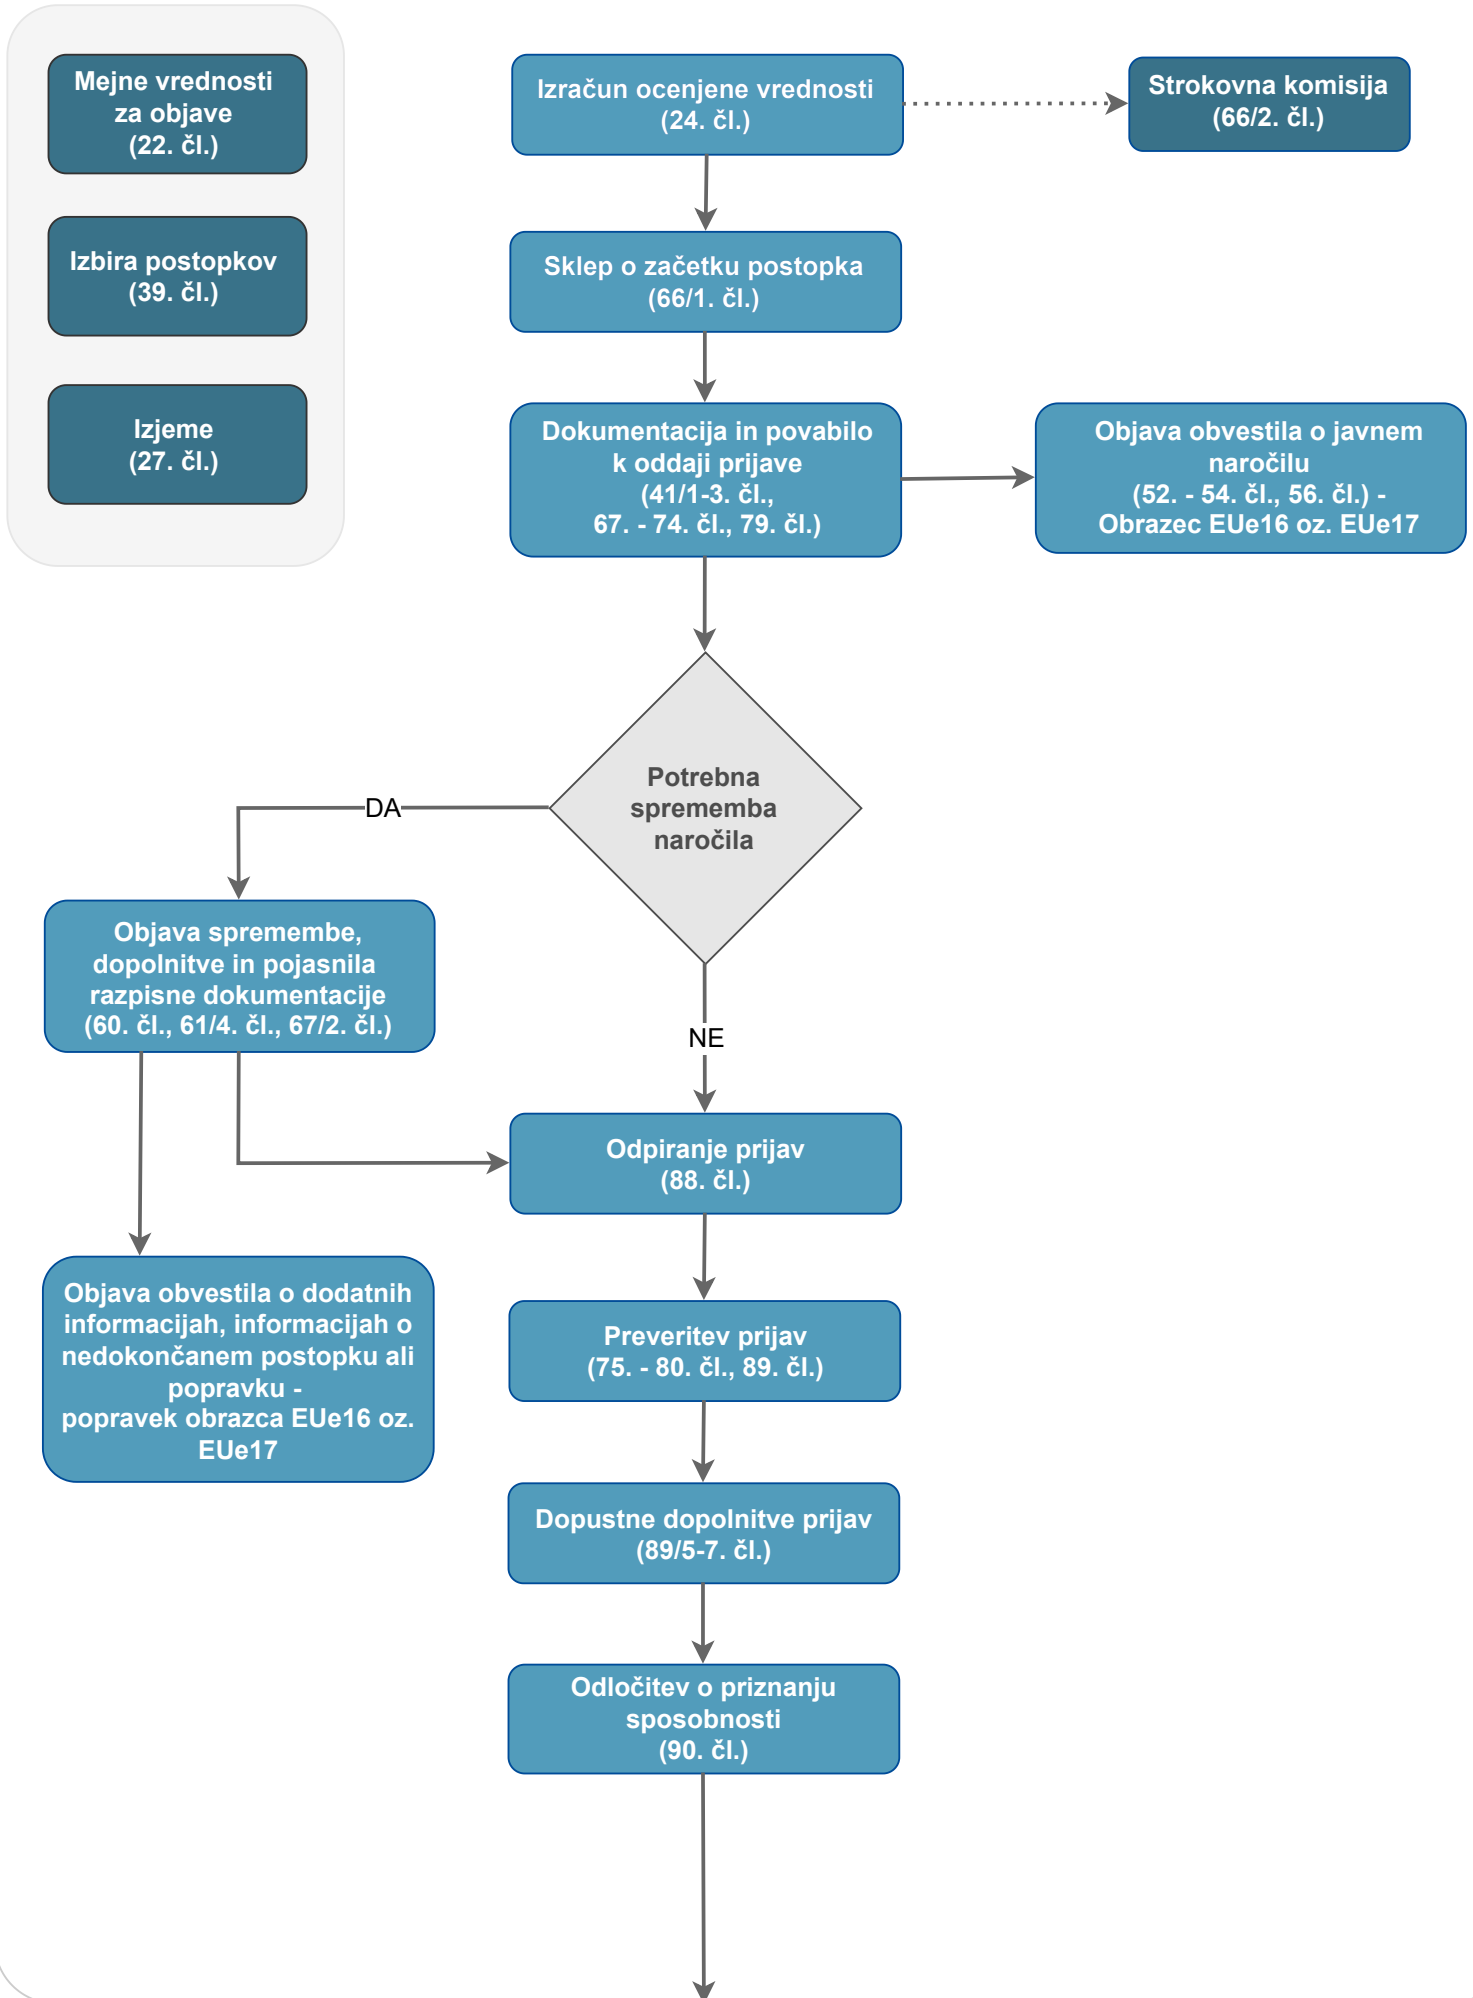 Mejne vrednosti
za objave
(22. čl.)
Izbira postopkov
(39. čl.)
Izjeme
(27. čl.)
Izračun ocenjene vrednosti
(24. čl.)
Strokovna komisija
(66/2. čl.)
Sklep o začetku postopka
(66/1. čl.)
Dokumentacija in povabilo
k oddaji prijave
(41/1-3. čl.,
67. - 74. čl., 79. čl.)
Objava obvestila o javnem
naročilu
(52. - 54. čl., 56. čl.) -
Obrazec EUe16 oz. EUe17
Potrebna
sprememba
naročila
DA
Objava spremembe,
dopolnitve in pojasnila
razpisne dokumentacije
(60. čl., 61/4. čl., 67/2. čl.)
NE
Odpiranje prijav
(88. čl.)
Objava obvestila o dodatnih
informacijah, informacijah o
nedokončanem postopku ali
popravku -
popravek obrazca EUe16 oz.
EUe17
Preveritev prijav
(75. - 80. čl., 89. čl.)
Dopustne dopolnitve prijav
(89/5-7. čl.)
Odločitev o priznanju
sposobnosti
(90. čl.)